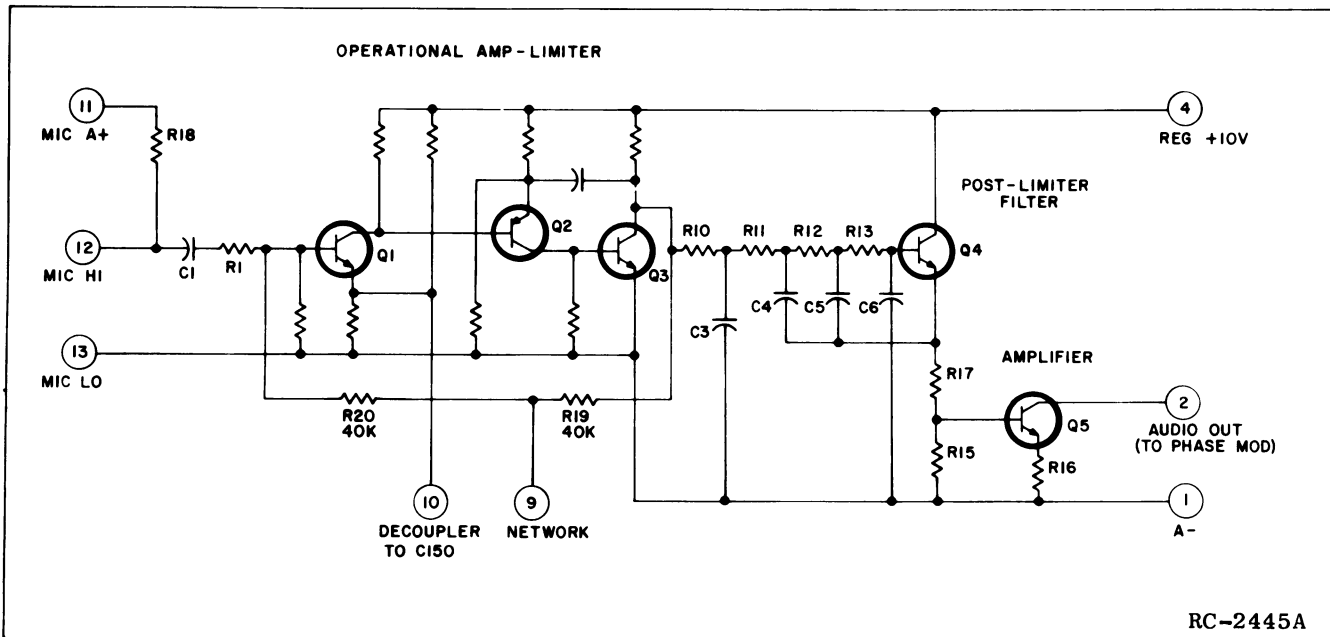 OPERATIONAL AMP-LIMITER
11
MIC A+
R18
4
REG +10V
POST-LIMITER
FILTER
12
MIC HI
C1
R1
Q1
Q2
Q3
R10
R11
R12
R13
Q4
C3
C4
C5
C6
13
MIC LO
R20
40K
R19
40K
AMPLIFIER
R17
Q5
2
AUDIO OUT
(TO PHASE MOD)
R15
R16
10
DECOUPLER
TO C150
9
NETWORK
1
A-
RC-2445A